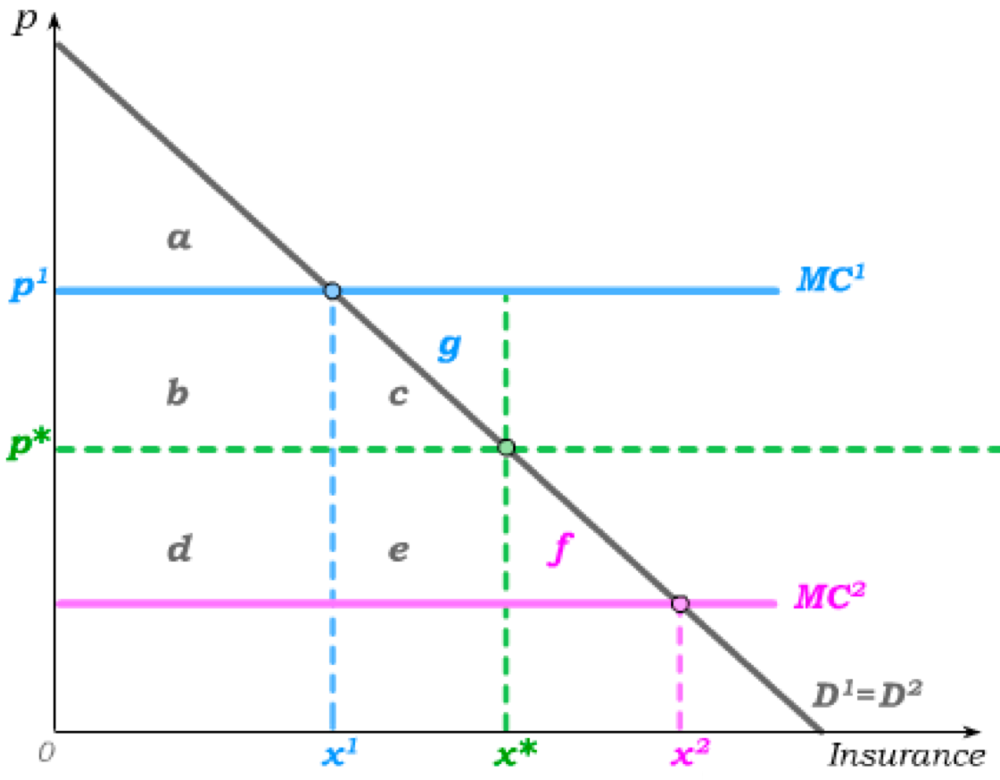 p
a
p¹
MC¹
g
b
c
p*
d
e
f
MC²
D¹=D²
0
x¹
x*
x²
Insurance